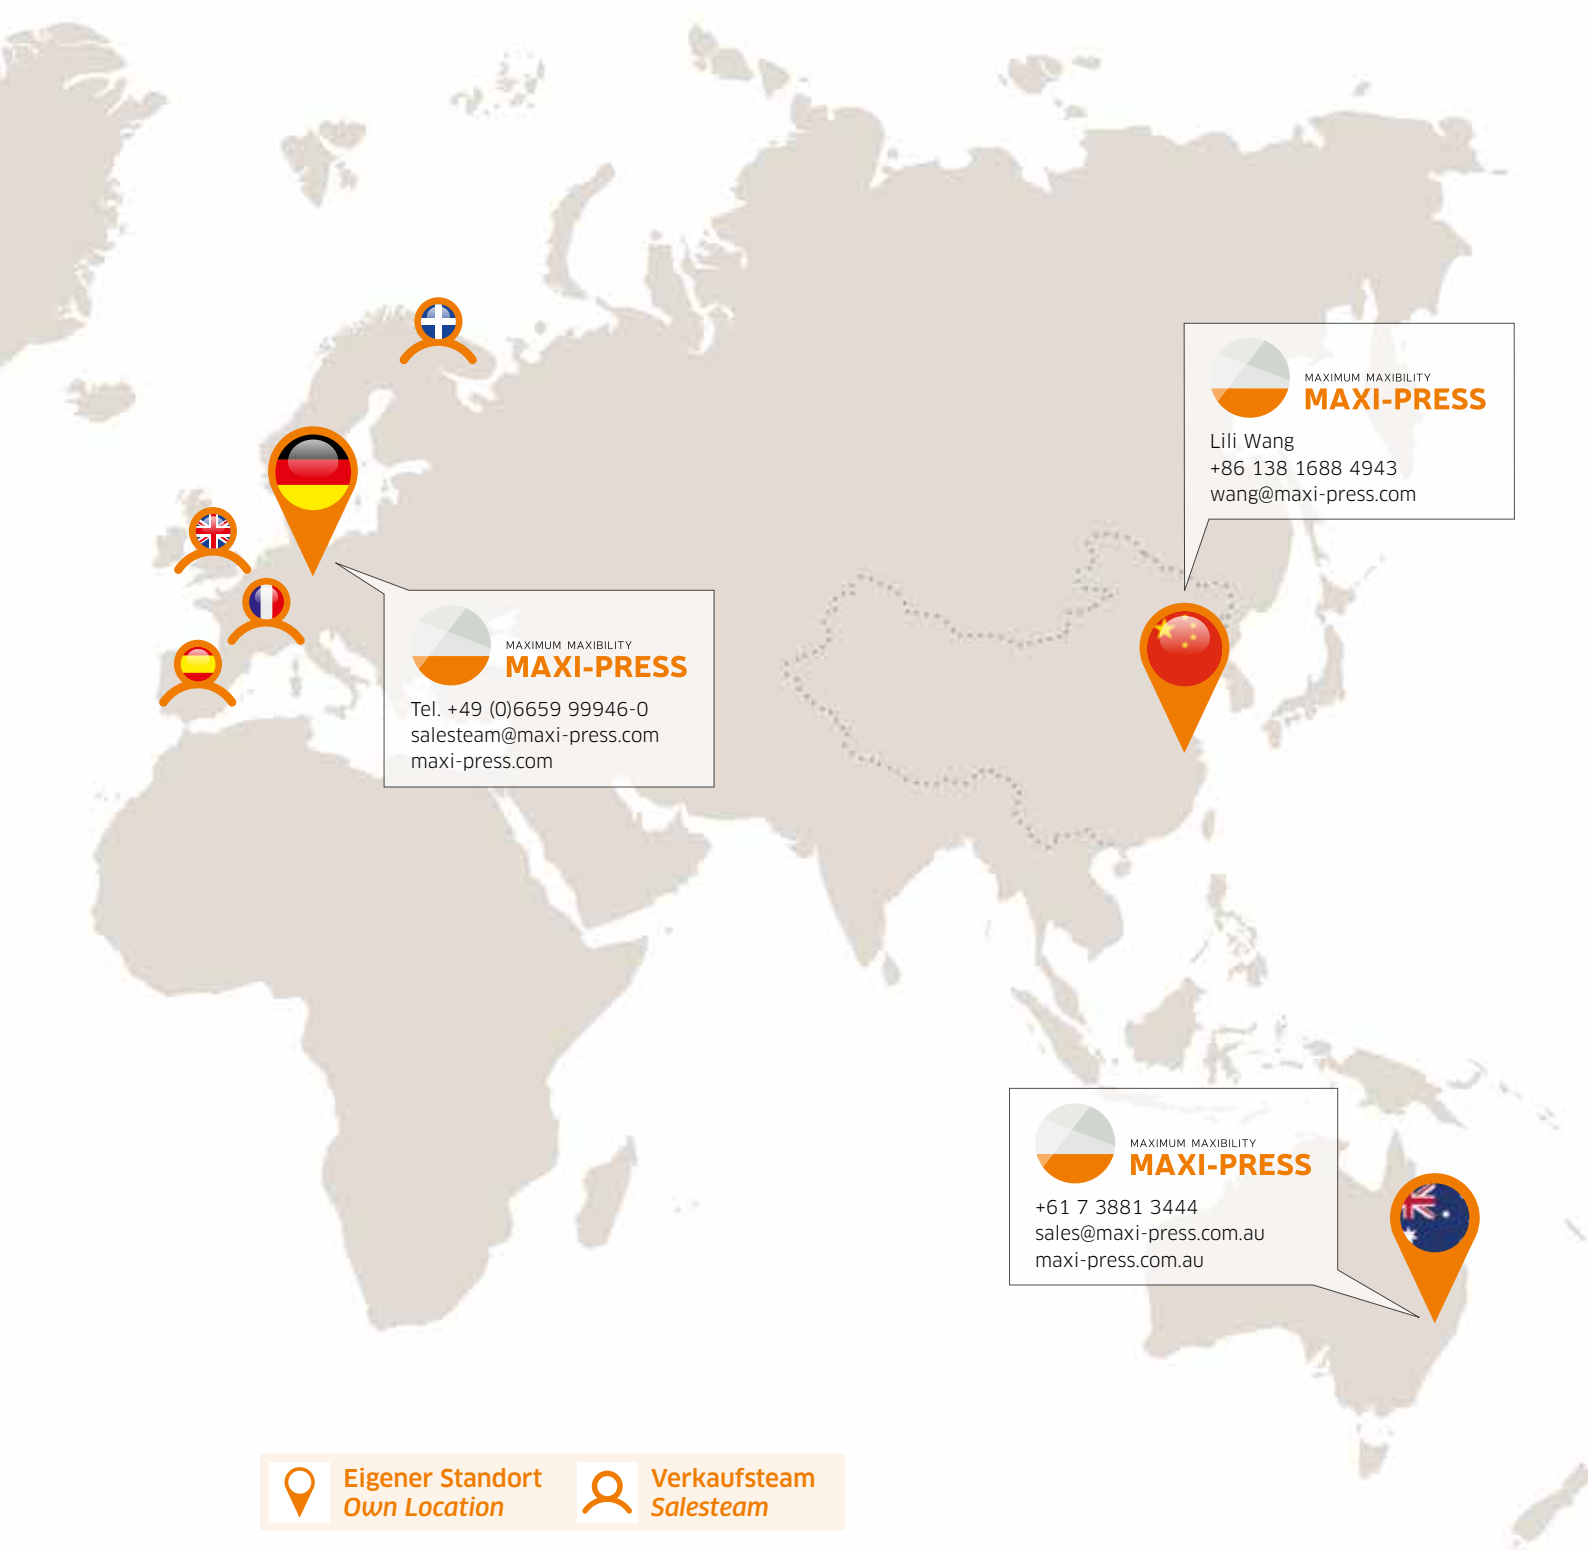 MAXIMUM MAXIBILITY
MAXI-PRESS
Lili Wang
+86 138 1688 4943
wang@maxi-press.com
MAXIMUM MAXIBILITY
MAXI-PRESS
Tel. +49 (0)6659 99946-0
salesteam@maxi-press.com
maxi-press.com
MAXIMUM MAXIBILITY
MAXI-PRESS
+61 7 3881 3444
sales@maxi-press.com.au
maxi-press.com.au
Eigener Standort
Own Location
Verkaufsteam
Salesteam